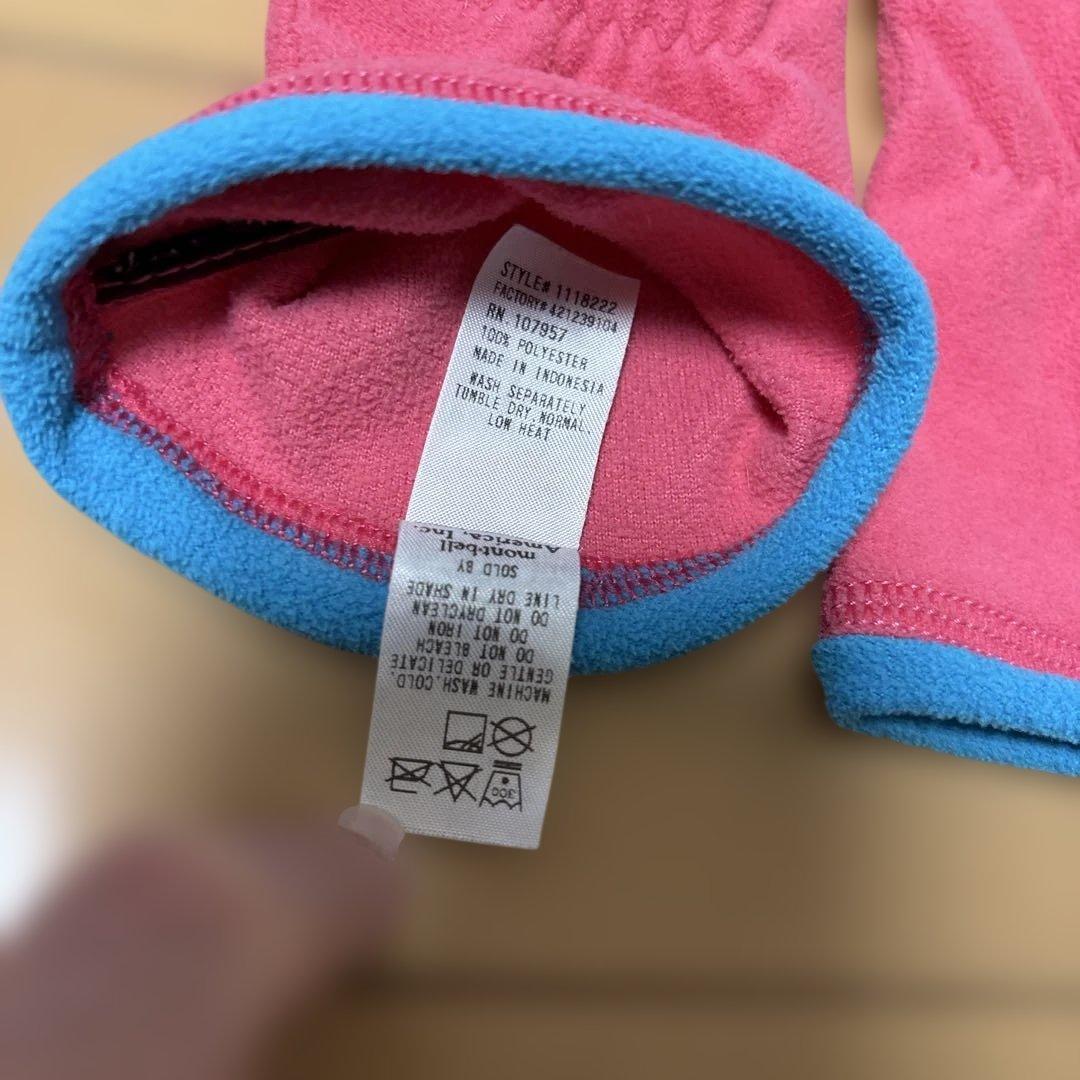 STYLE# 1118222
FACTORY# 421239104
RN 107957
100% POLYESTER
MADE IN INDONESIA
WASH SEPARATELY
TUMBLE DRY.NORMAL.
LOW HEAT
MACHINE WASH.COLD.
GENTLE OR DELICATE
DO NOT BLEACH
DO NOT IRON
DO NOT DRYCLEAN
LINE DRY IN SHADE
SOLD BY
mont-bell
America, Inc.
30C